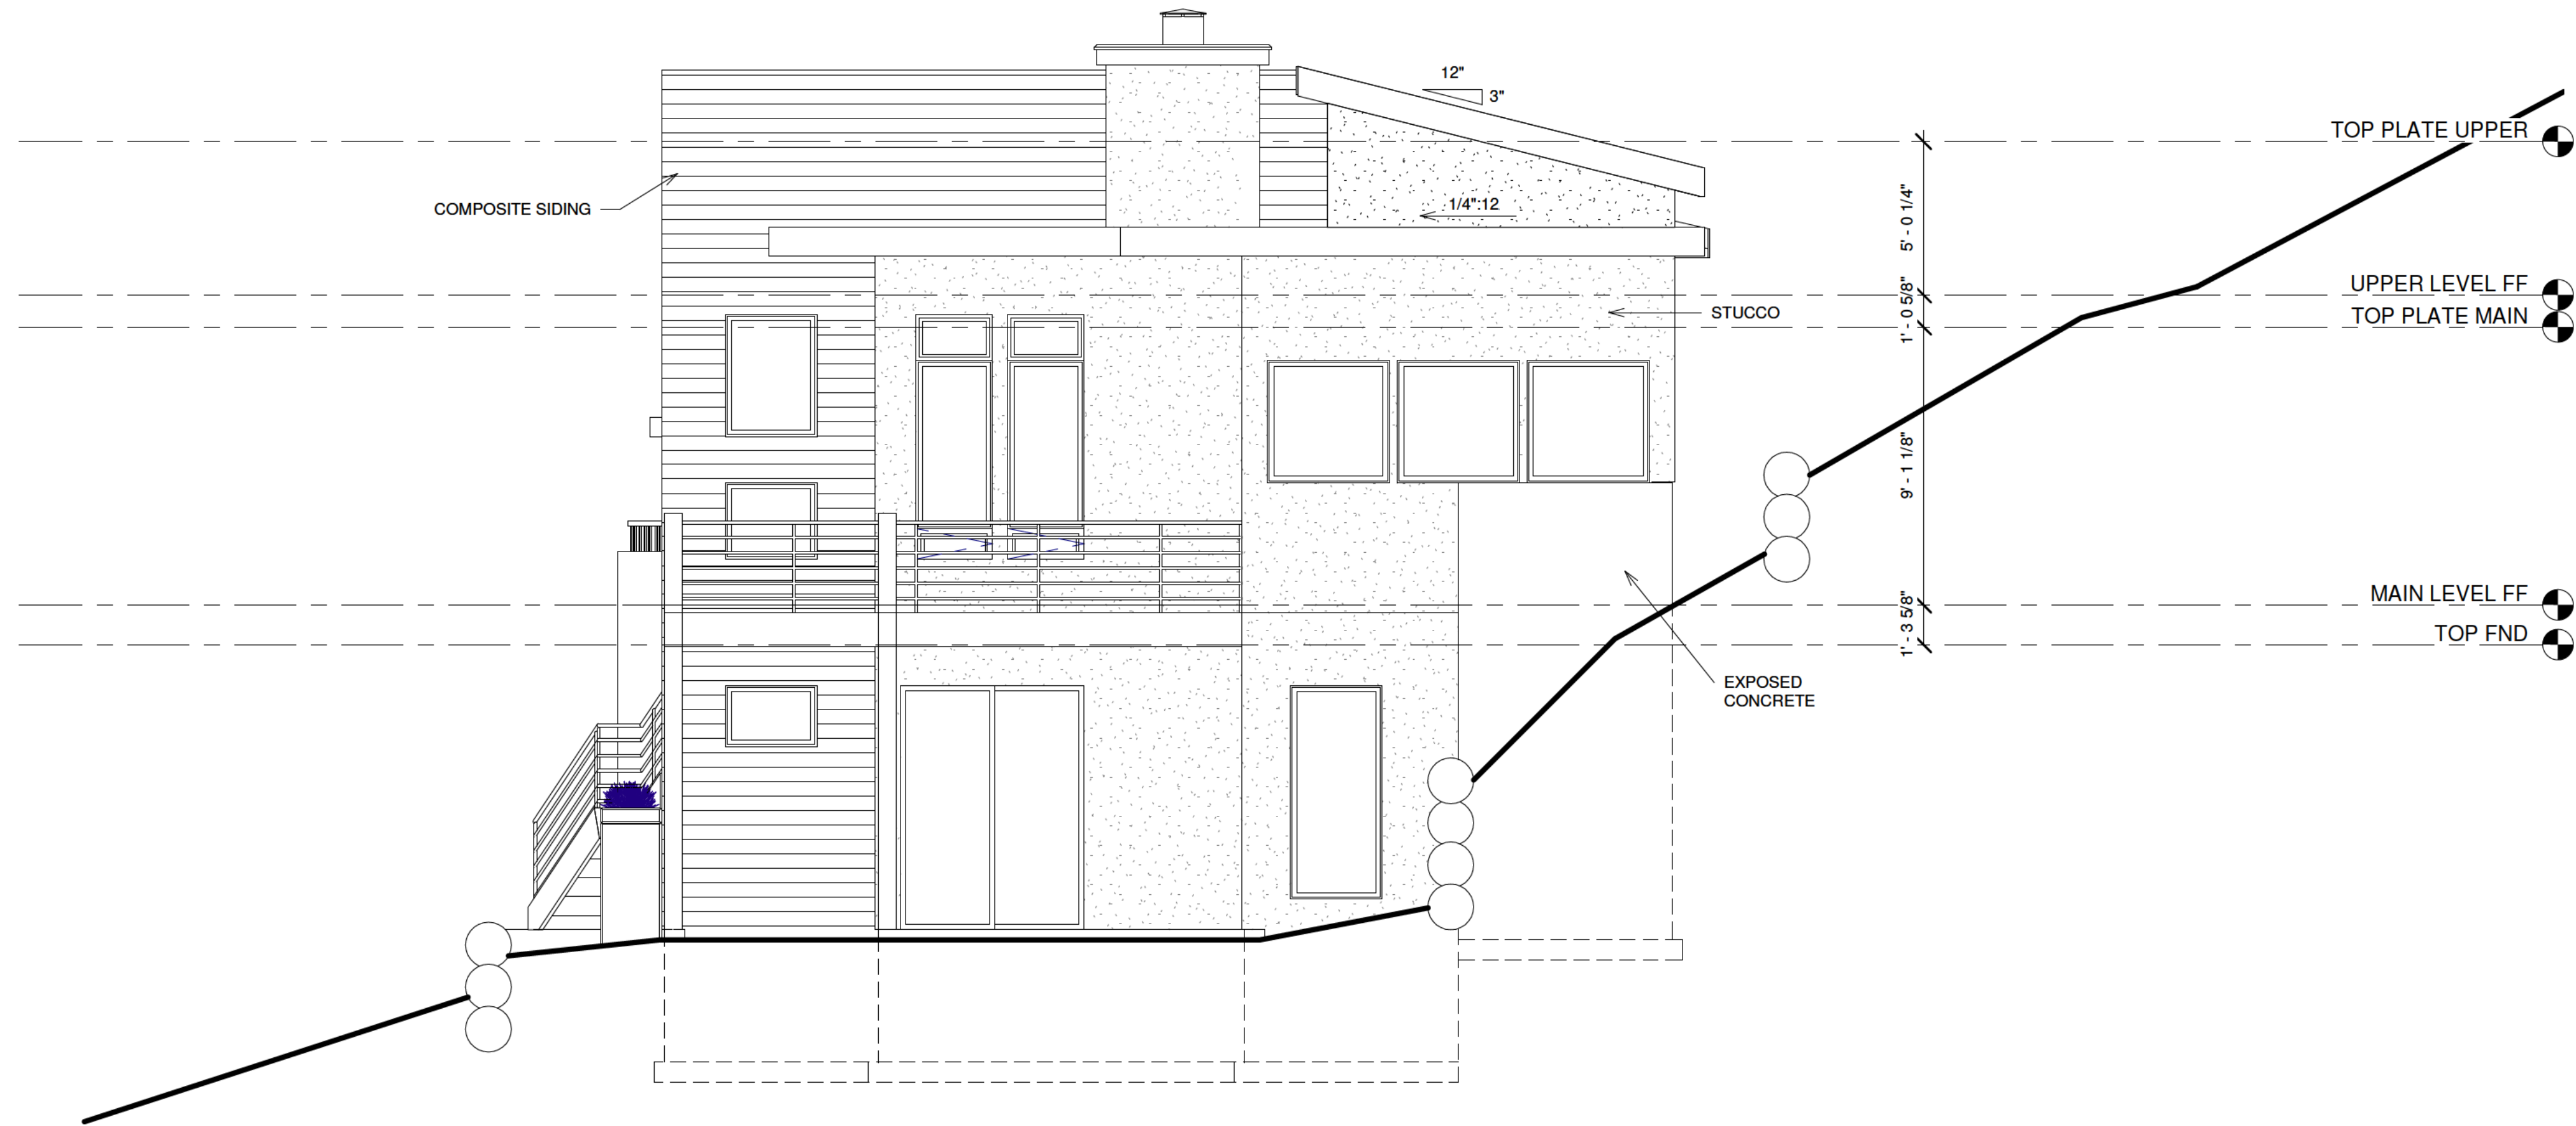 12"
3"
TOP PLATE UPPER
COMPOSITE SIDING
1/4":12
5' - 0 1/4"
UPPER LEVEL FF
1' - 0 5/8"
STUCCO
TOP PLATE MAIN
9' - 1 1/8"
MAIN LEVEL FF
1' - 3 5/8"
TOP FND
EXPOSED
CONCRETE